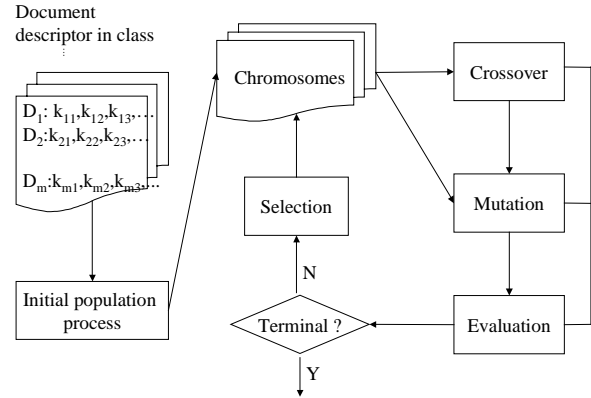 Document
descriptor in class
D1: k11,k12,k13,...
D2:k21,k22,k23,...
Dm:km1,km2,km3,...
Initial population
process
Chromosomes
Selection
N
Terminal ?
Y
Crossover
Mutation
Evaluation